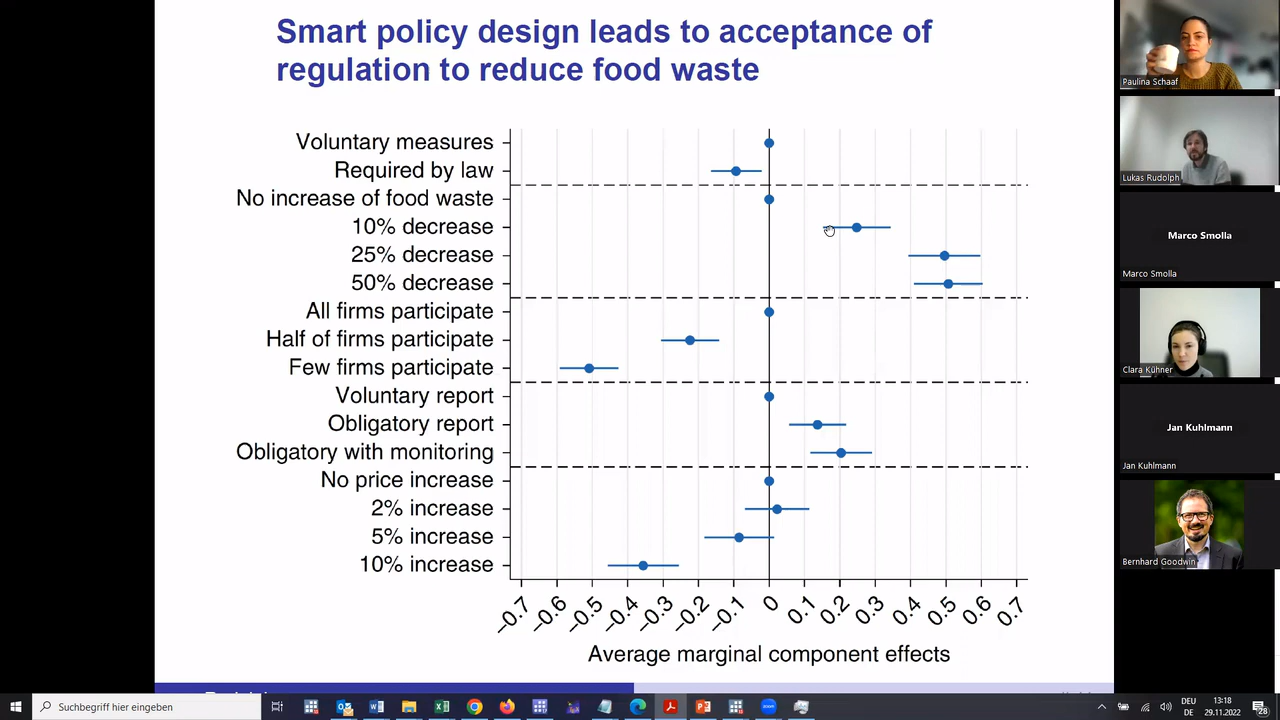 Smart policy design leads to acceptance of
regulation to reduce food waste
Voluntary measures
Required by law
No increase of food waste
10% decrease
25% decrease
50% decrease
All firms participate
Half of firms participate
Few firms participate
Voluntary report
Obligatory report
Obligatory with monitoring
No price increase
2% increase
5% increase
10% increase
−0.7
−0.6
−0.5
−0.4
−0.3
−0.2
−0.1
0
0.1
0.2
0.3
0.4
0.5
0.6
0.7
Average marginal component effects
Paulina Schaaf
Lukas Rudolph
Marco Smolla
Marco Smolla
Clara Kühner
Jan Kuhlmann
Jan Kuhlmann
Bernhard Goodwin
Suchbegriff hier eingeben
DEU
DE
13:18
29.11.2022
28